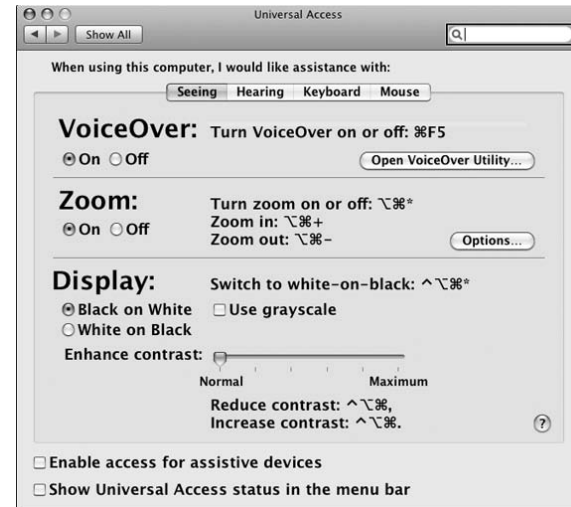 Universal Access
Show All
When using this computer, I would like assistance with:
Seeing Hearing Keyboard Mouse
VoiceOver: Turn VoiceOver on or off: ⌘F5
On Off Open VoiceOver Utility...
Zoom: Turn zoom on or off: ⌥⌘*
On Off Zoom in: ⌥⌘+
Zoom out: ⌥⌘- Options...
Display: Switch to white-on-black: ^⌥⌘*
Black on White Use grayscale
White on Black
Enhance contrast:
Normal Maximum
Reduce contrast: ^⌥⌘,
Increase contrast: ^⌥⌘. ?
Enable access for assistive devices
Show Universal Access status in the menu bar